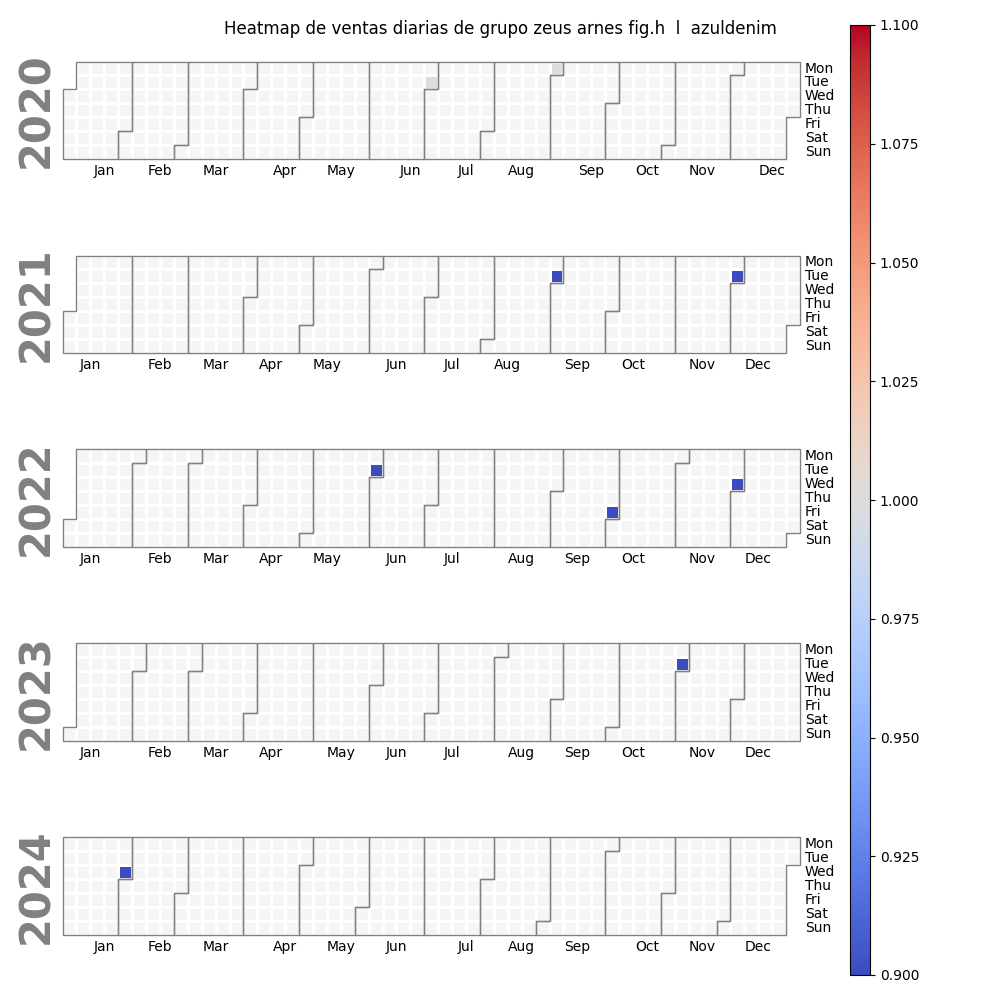 Heatmap de ventas diarias de grupo zeus arnes fig.h  l  azuldenim
2020
Mon
Tue
Wed
Thu
Fri
Sat
Sun
Jan Feb Mar Apr May Jun Jul Aug Sep Oct Nov Dec
2021
Mon
Tue
Wed
Thu
Fri
Sat
Sun
Jan Feb Mar Apr May Jun Jul Aug Sep Oct Nov Dec
2022
Mon
Tue
Wed
Thu
Fri
Sat
Sun
Jan Feb Mar Apr May Jun Jul Aug Sep Oct Nov Dec
2023
Mon
Tue
Wed
Thu
Fri
Sat
Sun
Jan Feb Mar Apr May Jun Jul Aug Sep Oct Nov Dec
2024
Mon
Tue
Wed
Thu
Fri
Sat
Sun
Jan Feb Mar Apr May Jun Jul Aug Sep Oct Nov Dec
1.100
1.075
1.050
1.025
1.000
0.975
0.950
0.925
0.900